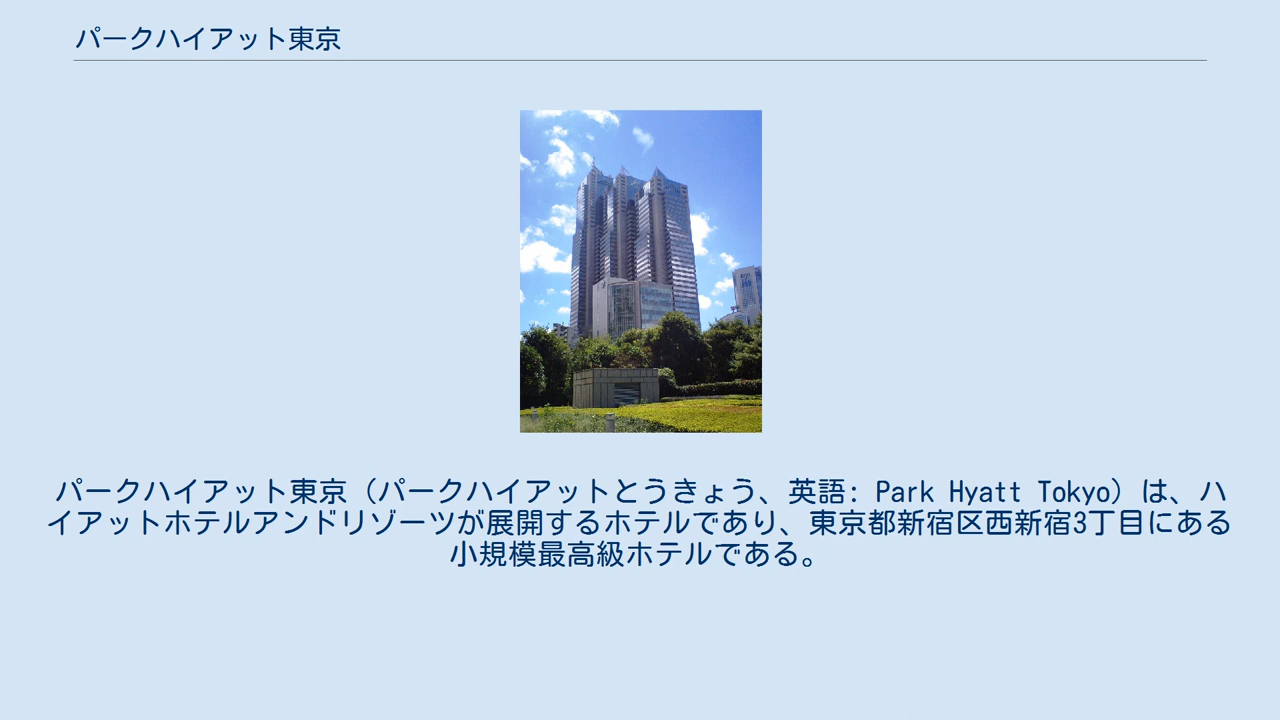 パークハイアット東京
パークハイアット東京（パークハイアットとうきょう、英語: Park Hyatt Tokyo）は、ハ
イアットホテルアンドリゾーツが展開するホテルであり、東京都新宿区西新宿3丁目にある
小規模最高級ホテルである。